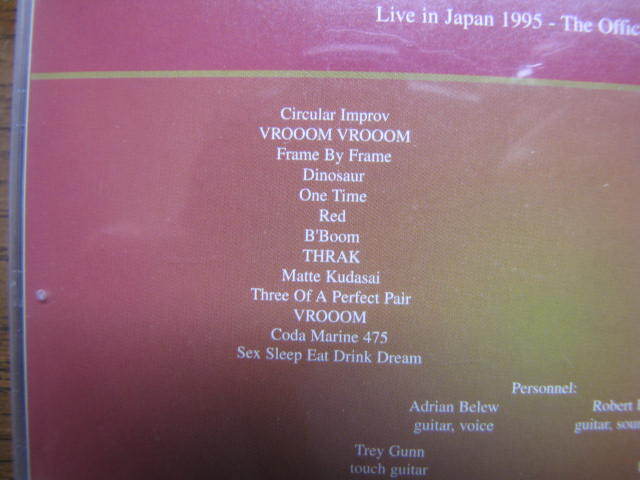 Live in Japan 1995 - The
Circular Improv
VROOOM VROOOM
Frame By Frame
Dinosaur
One Time
Red
B'Boom
THRAK
Matte Kudasai
Three Of A Perfect Pair
VROOOM
Coda Marine 475
Sex Sleep Eat Drink Dream
Personnel:
Adrian Belew Robert
guitar, voice guitar,
Trey Gunn
touch guitar